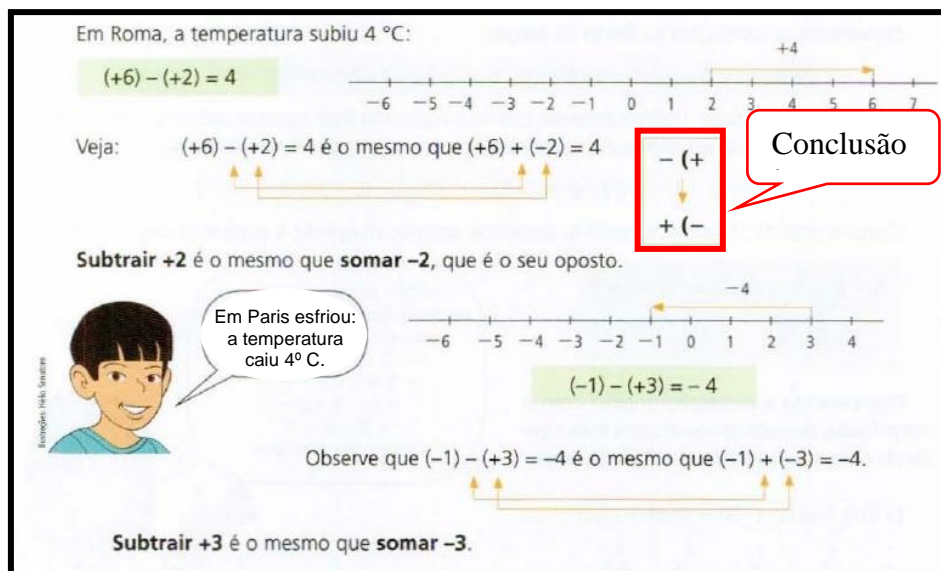 Em Roma, a temperatura subiu 4 °C:
(+6) – (+2) = 4
+4
−6 −5 −4 −3 −2 −1 0 1 2 3 4 5 6 7
Veja: (+6) – (+2) = 4 é o mesmo que (+6) + (–2) = 4
– (+
+ (–
Conclusão
Subtrair +2 é o mesmo que somar –2, que é o seu oposto.
Em Paris esfriou:
a temperatura
caiu 4º C.
−4
−6 −5 −4 −3 −2 −1 0 1 2 3 4
(–1) – (+3) = – 4
Ilustrações: Hélio Senatore
Observe que (–1) – (+3) = –4 é o mesmo que (–1) + (–3) = –4.
Subtrair +3 é o mesmo que somar –3.